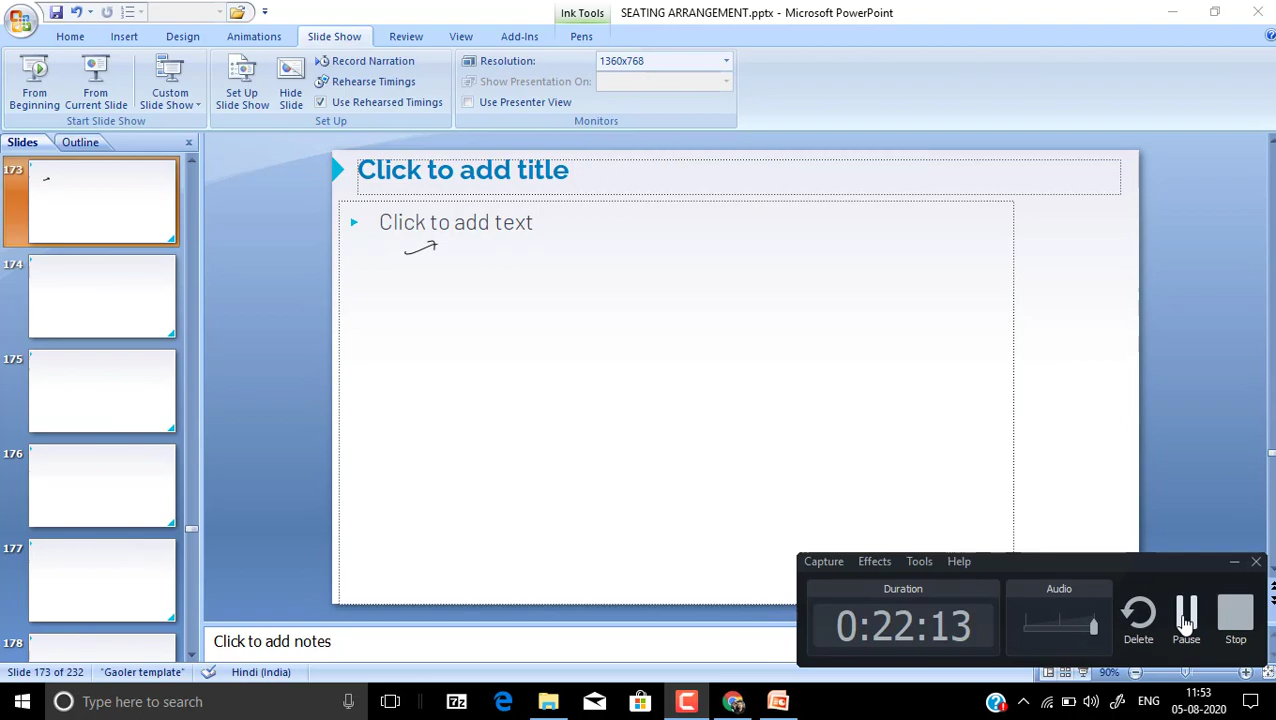 Ink Tools
SEATING ARRANGEMENT.pptx - Microsoft PowerPoint
Home Insert Design Animations Slide Show Review View Add-Ins Pens
From Beginning
From Current Slide
Custom Slide Show
Start Slide Show
Set Up Slide Show
Hide Slide
Record Narration
Rehearse Timings
Use Rehearsed Timings
Set Up
Resolution: 1360x768
Show Presentation On:
Use Presenter View
Monitors
Slides Outline
173
174
175
176
177
178
Click to add title
Click to add text
Click to add notes
Capture Effects Tools Help
Duration
0:22:13
Audio
Delete
Pause
Stop
Slide 173 of 232 "Gaoler template" Hindi (India)
90%
Type here to search
7z
ENG
11:53
05-08-2020